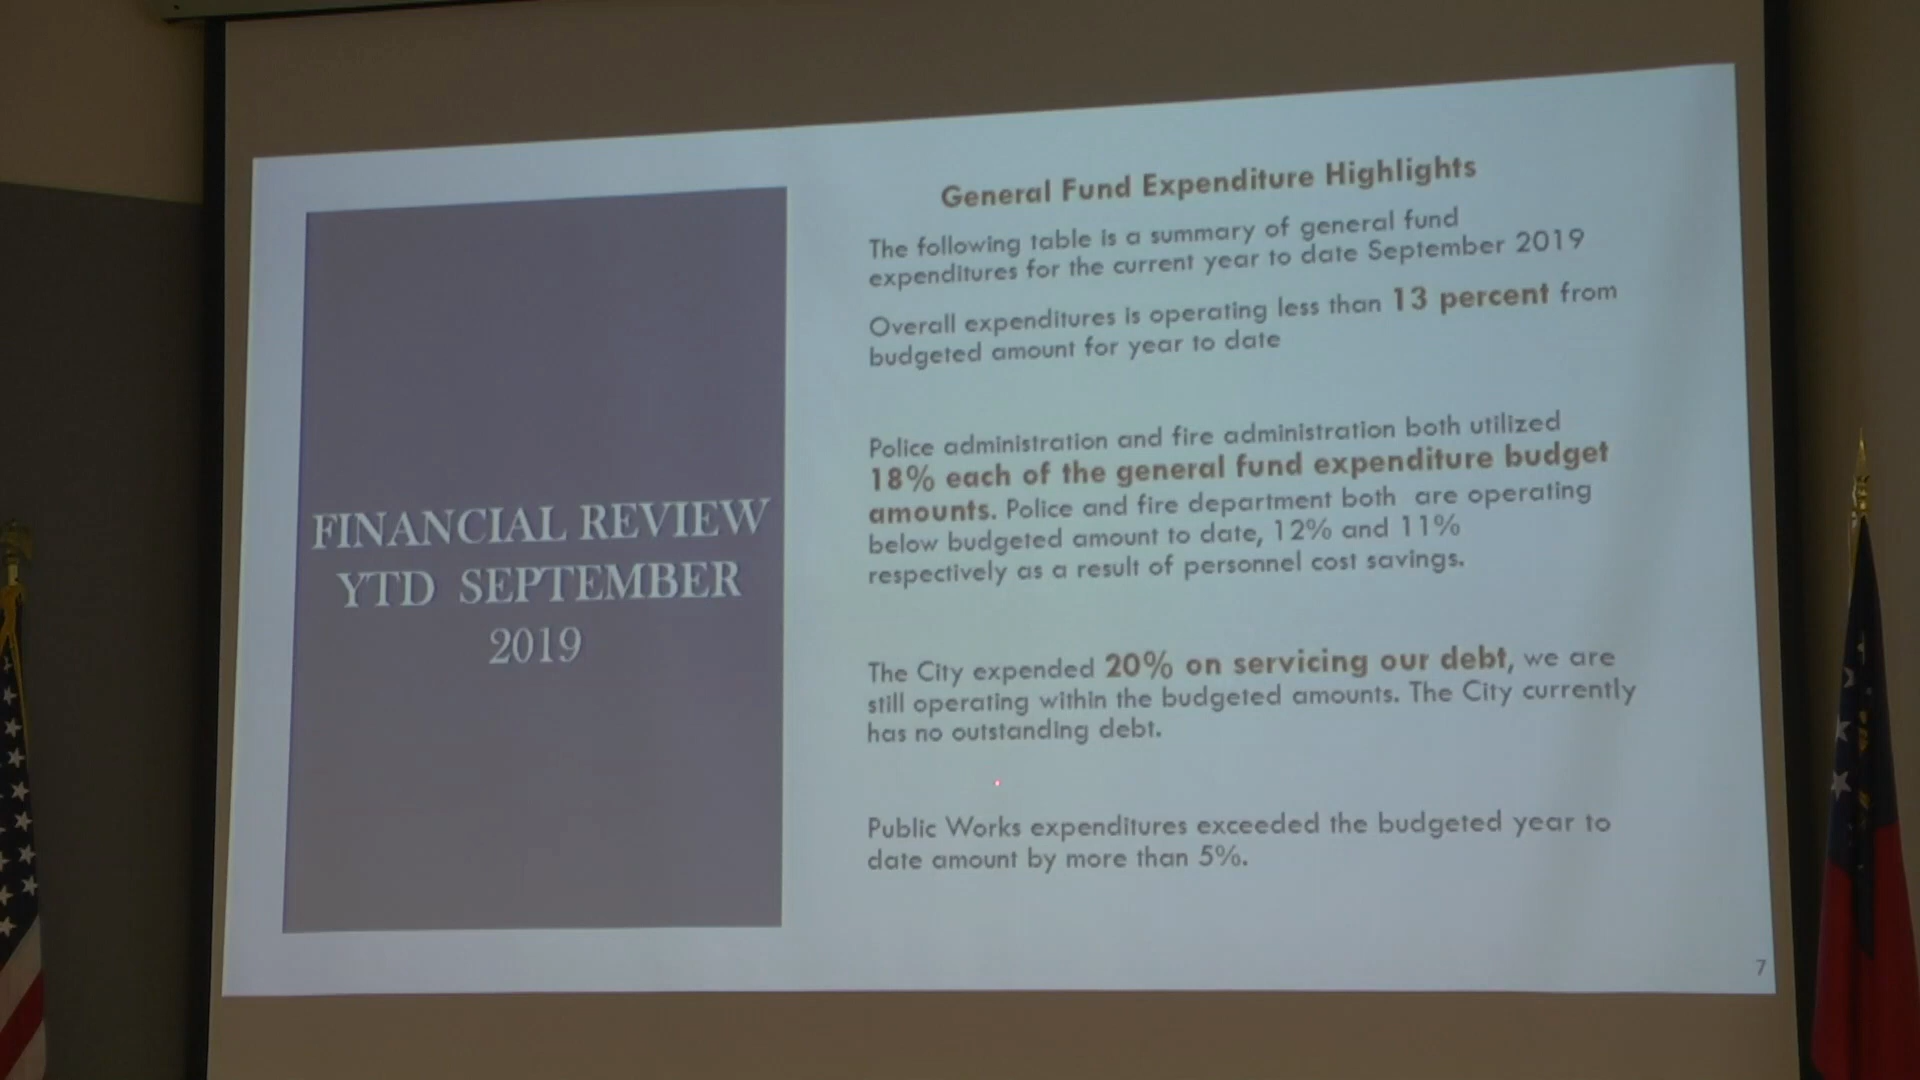 FINANCIAL REVIEW
YTD SEPTEMBER
2019
General Fund Expenditure Highlights
The following table is a summary of general fund
expenditures for the current year to date September 2019
Overall expenditures is operating less than 13 percent from
budgeted amount for year to date
Police administration and fire administration both utilized
18% each of the general fund expenditure budget
amounts. Police and fire department both are operating
below budgeted amount to date, 12% and 11%
respectively as a result of personnel cost savings.
The City expended 20% on servicing our debt, we are
still operating within the budgeted amounts. The City currently
has no outstanding debt.
Public Works expenditures exceeded the budgeted year to
date amount by more than 5%.
7